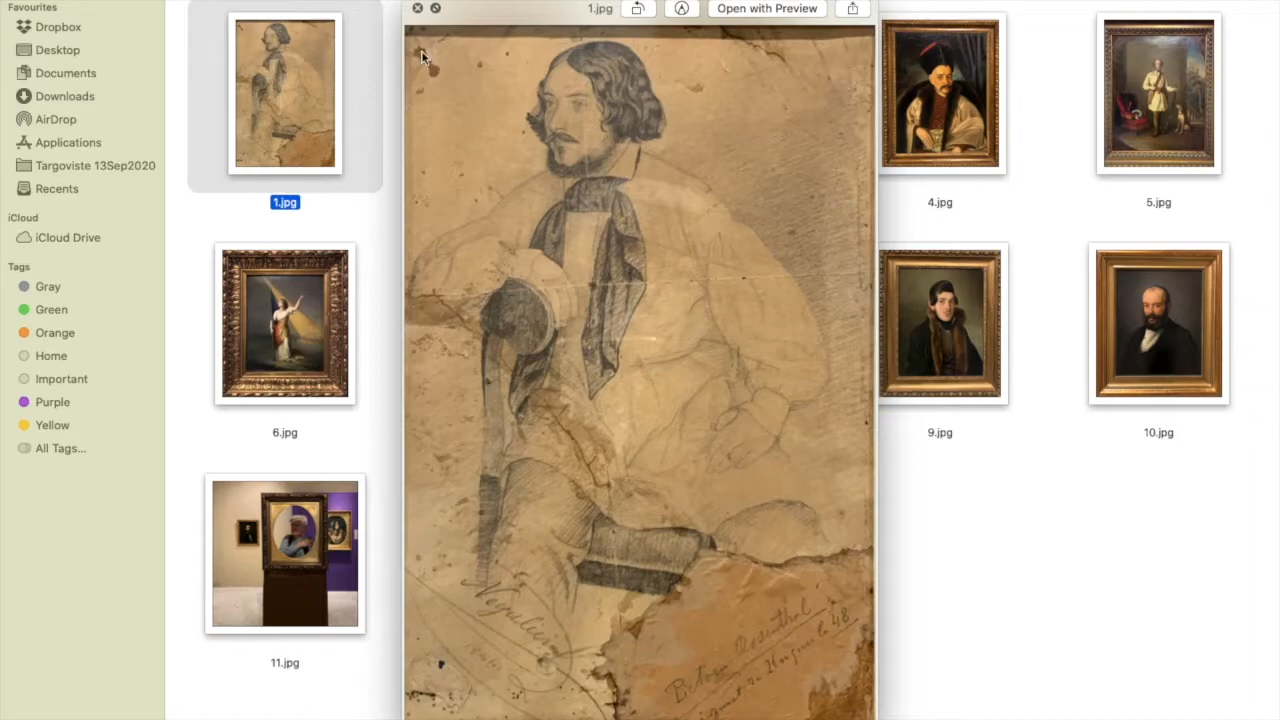 Favourites
Dropbox
Desktop
Documents
Downloads
AirDrop
Applications
Targoviste 13Sep2020
Recents
iCloud
iCloud Drive
Tags
Gray
Green
Orange
Home
Important
Purple
Yellow
All Tags...
1.jpg
Open with Preview
1.jpg
4.jpg
5.jpg
6.jpg
9.jpg
10.jpg
11.jpg
Rosenthal
48